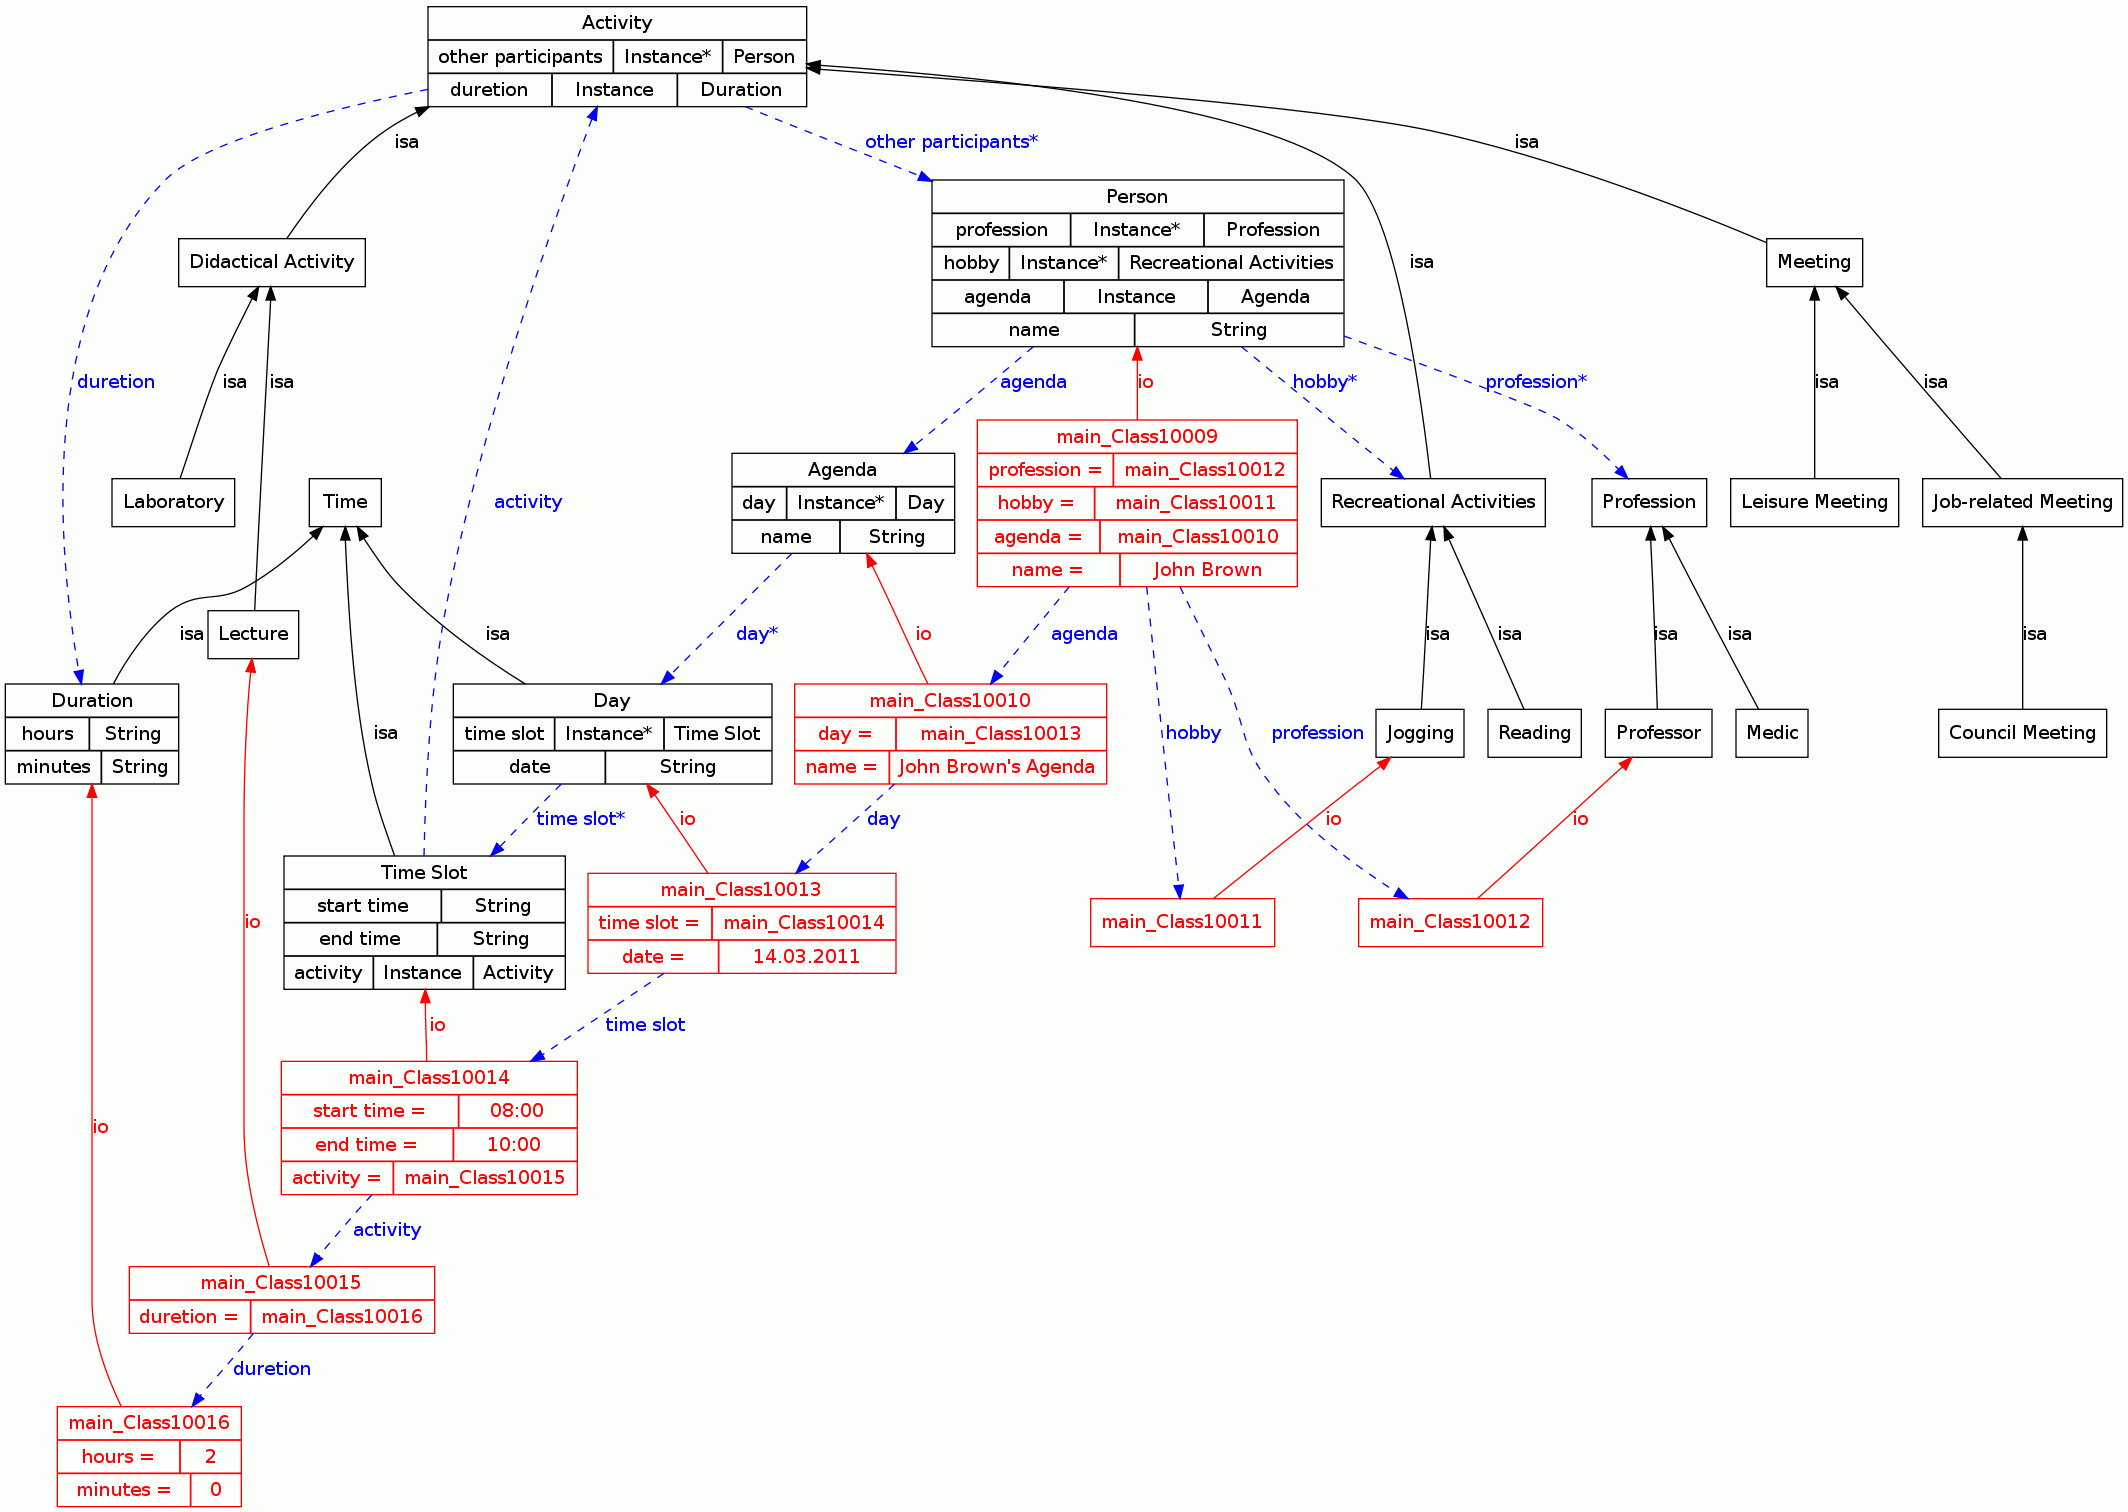 Activity
other participants Instance* Person
duretion Instance Duration
isa
other participants*
isa
Person
profession Instance* Profession
hobby Instance* Recreational Activities
agenda Instance Agenda
name String
Didactical Activity
isa
Meeting
duretion
isa
isa
agenda
io
hobby*
profession*
isa
isa
main_Class10009
profession = main_Class10012
hobby = main_Class10011
agenda = main_Class10010
name = John Brown
Agenda
day Instance* Day
name String
Laboratory
Time
activity
Recreational Activities
Profession
Leisure Meeting
Job-related Meeting
isa
Lecture
isa
day*
io
agenda
isa
isa
isa
isa
isa
Duration
hours String
minutes String
isa
Day
time slot Instance* Time Slot
date String
main_Class10010
day = main_Class10013
name = John Brown's Agenda
hobby
profession
Jogging
Reading
Professor
Medic
Council Meeting
time slot*
io
day
io
io
Time Slot
start time String
end time String
activity Instance Activity
main_Class10013
time slot = main_Class10014
date = 14.03.2011
main_Class10011
main_Class10012
io
io
time slot
main_Class10014
start time = 08:00
end time = 10:00
activity = main_Class10015
io
activity
main_Class10015
duretion = main_Class10016
duretion
main_Class10016
hours = 2
minutes = 0